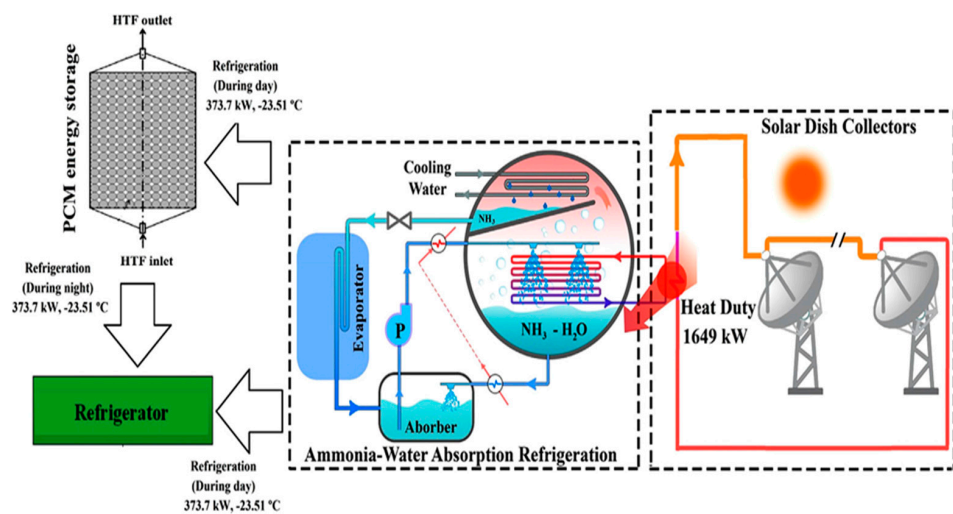 HTF outlet
PCM energy storage
Refrigeration
(During day)
373.7 kW, -23.51 °C
HTF inlet
Refrigeration
(During night)
373.7 kW, -23.51 °C
Refrigerator
Refrigeration
(During day)
373.7 kW, -23.51 °C
Cooling
Water
NH₃
Evaporator
P
NH₃ - H₂O
Aborber
Ammonia-Water Absorption Refrigeration
Solar Dish Collectors
//
Heat Duty
1649 kW